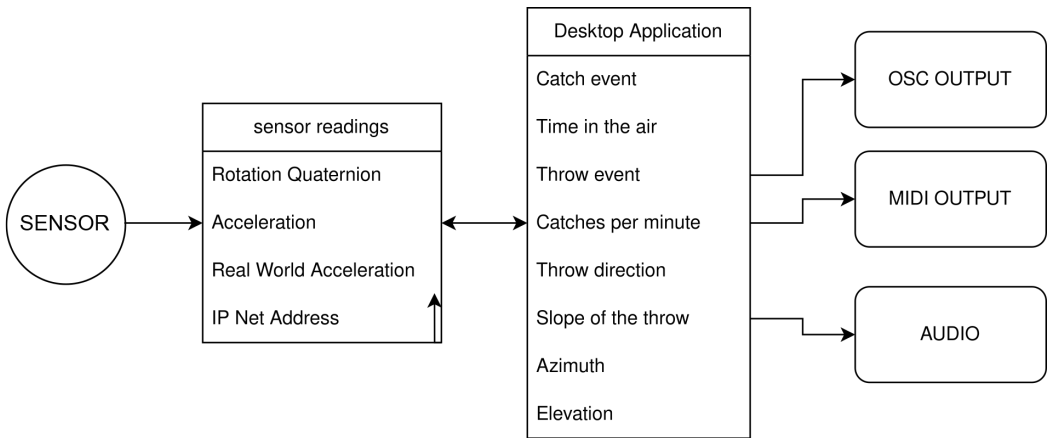 SENSOR
sensor readings
Rotation Quaternion
Acceleration
Real World Acceleration
IP Net Address
Desktop Application
Catch event
Time in the air
Throw event
Catches per minute
Throw direction
Slope of the throw
Azimuth
Elevation
OSC OUTPUT
MIDI OUTPUT
AUDIO